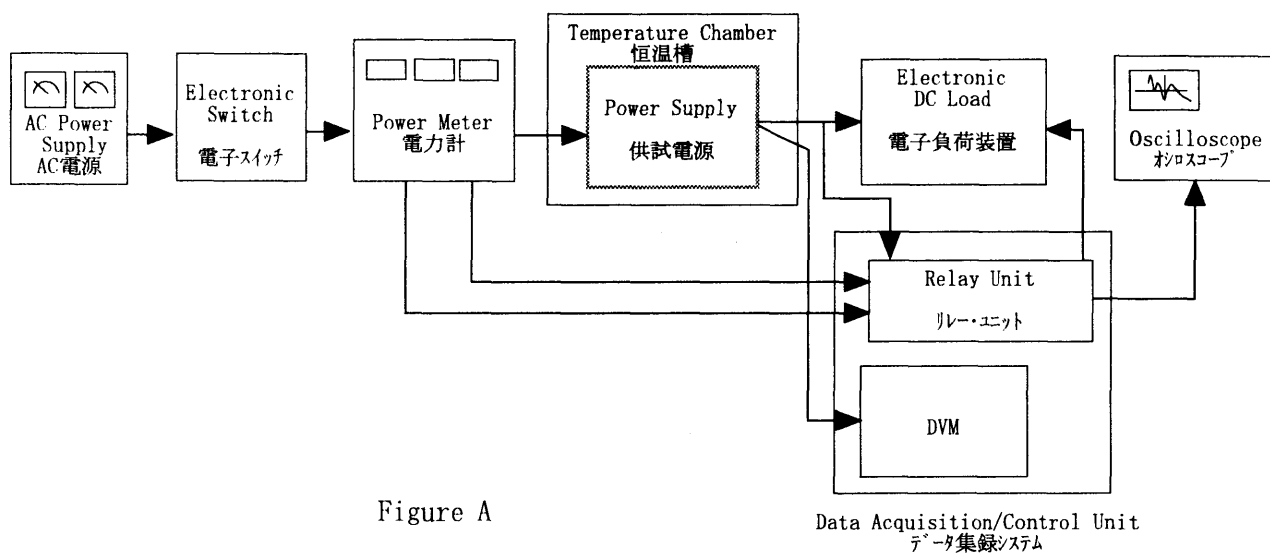 AC Power
Supply
AC電源
Electronic
Switch
電子スイッチ
Power Meter
電力計
Temperature Chamber
恒温槽
Power Supply
供試電源
Electronic
DC Load
電子負荷装置
Oscilloscope
ｵｼﾛｽｺｰﾌﾟ
Relay Unit
ﾘﾚｰ・ﾕﾆｯﾄ
DVM
Figure A
Data Acquisition/Control Unit
ﾃﾞｰﾀ集録ｼｽﾃﾑ